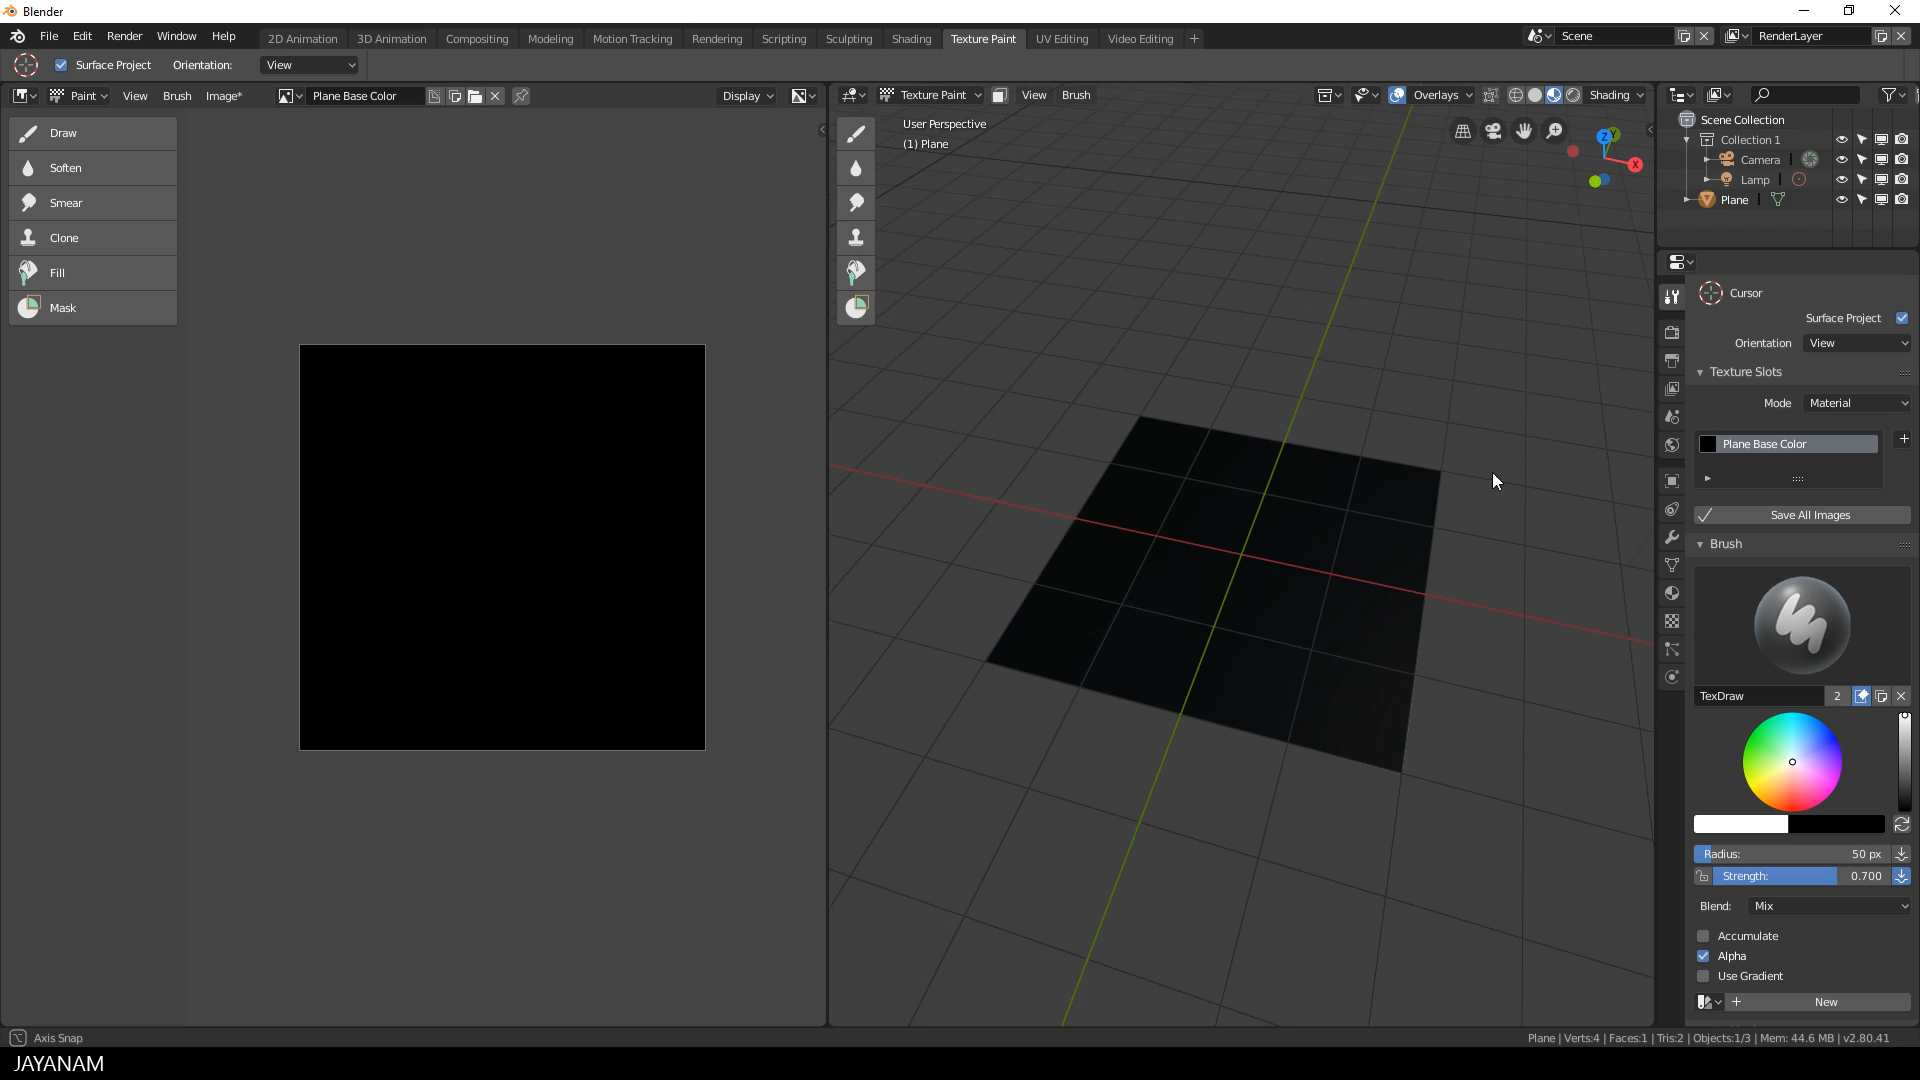 Blender
File Edit Render Window Help 2D Animation 3D Animation Compositing Modeling Motion Tracking Rendering Scripting Sculpting Shading Texture Paint UV Editing Video Editing + Scene RenderLayer
Surface Project Orientation: View
Paint View Brush Image* Plane Base Color Display
Texture Paint View Brush Overlays Shading
Draw
Soften
Smear
Clone
Fill
Mask
User Perspective
(1) Plane
Z
Y
X
Scene Collection
Collection 1
Camera
Lamp
Plane
Cursor
Surface Project
Orientation View
Texture Slots
Mode Material
Plane Base Color
Save All Images
Brush
TexDraw 2
Radius: 50 px
Strength: 0.700
Blend: Mix
Accumulate
Alpha
Use Gradient
New
Axis Snap
Plane | Verts:4 | Faces:1 | Tris:2 | Objects:1/3 | Mem: 44.6 MB | v2.80.41
JAYANAM